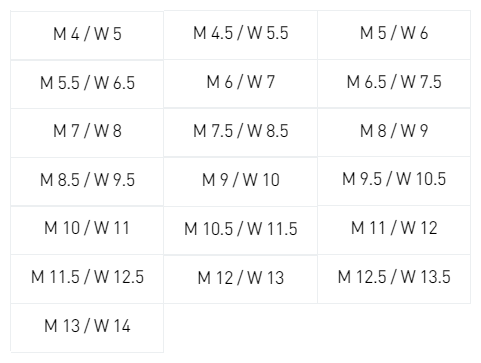 M 4 / W 5
M 4.5 / W 5.5
M 5 / W 6
M 5.5 / W 6.5
M 6 / W 7
M 6.5 / W 7.5
M 7 / W 8
M 7.5 / W 8.5
M 8 / W 9
M 8.5 / W 9.5
M 9 / W 10
M 9.5 / W 10.5
M 10 / W 11
M 10.5 / W 11.5
M 11 / W 12
M 11.5 / W 12.5
M 12 / W 13
M 12.5 / W 13.5
M 13 / W 14